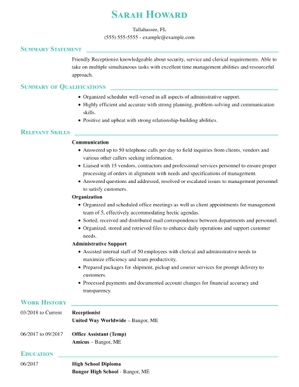 SARAH HOWARD
Tallahassee, FL
(555) 555-5555 - example@example.com
SUMMARY STATEMENT
Friendly Receptionist knowledgeable about security, service and clerical requirements. Able to
take on multiple simultaneous tasks with excellent time management abilities and resourceful
approach.
SUMMARY OF QUALIFICATIONS
• Organized scheduler well-versed in all aspects of administrative support.
• Highly efficient and accurate with strong planning, problem-solving and communication
skills.
• Positive and upbeat with strong relationship-building abilities.
RELEVANT SKILLS
Communication
• Answered up to 50 telephone calls per day to field inquiries from clients, vendors and
various other callers seeking information.
• Liaised with 15 vendors, contractors and professional services personnel to ensure proper
processing of orders in alignment with needs and specifications of management.
• Answered questions and addressed, resolved or escalated issues to management personnel
to satisfy customers.
Organization
• Organized and scheduled office meetings as well as client appointments for management
team of 5, effectively accommodating hectic agendas.
• Sorted, received and distributed mail correspondence between departments and personnel.
• Organized, stored and retrieved files to enhance daily operations and support customer
needs.
Administrative Support
• Assisted internal staff of 50 employees with clerical and administrative needs to
maximize efficiency and team productivity.
• Prepared packages for shipment, pickup and courier services for prompt delivery to
customers.
• Processed payments and documented account changes for financial accuracy and
transparency.
WORK HISTORY
03/2018 to Current Receptionist
United Way Worldwide – Bangor, ME
06/2017 to 09/2017 Office Assistant (Temp)
Amicus – Bangor, ME
EDUCATION
06/2017 High School Diploma
Bangor High School - Bangor, ME